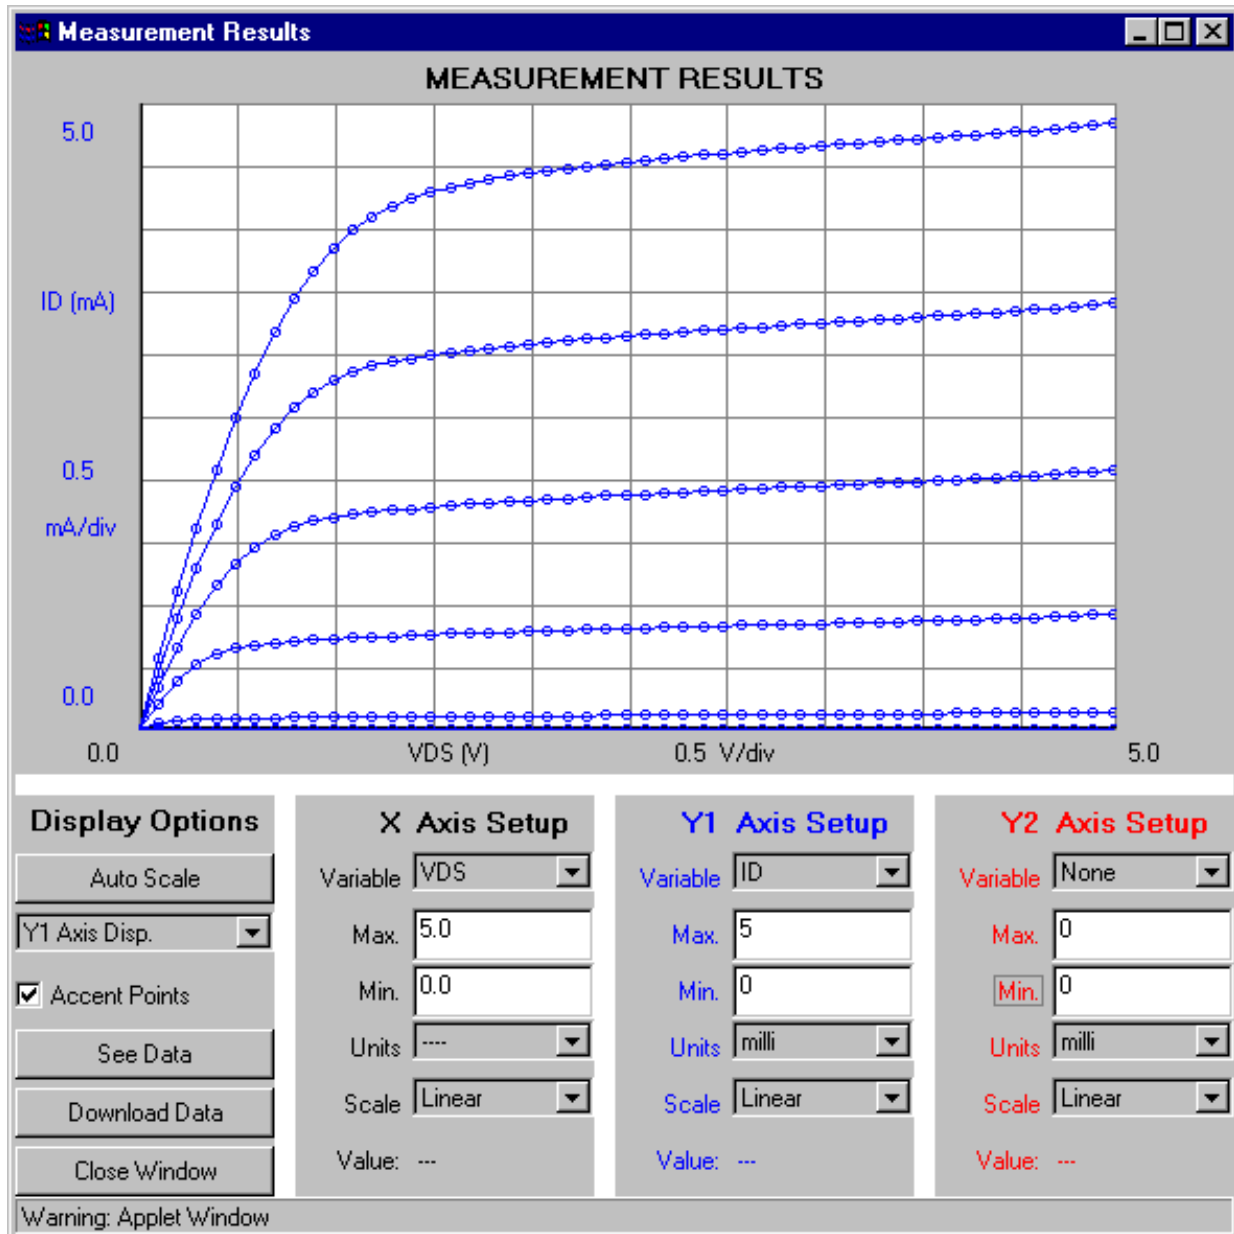 Measurement Results
MEASUREMENT RESULTS
5.0
ID (mA)
0.5
mA/div
0.0
0.0 VDS (V) 0.5 V/div 5.0
Display Options
Auto Scale
Y1 Axis Disp.
Accent Points
See Data
Download Data
Close Window
X Axis Setup
Variable VDS
Max. 5.0
Min. 0.0
Units ----
Scale Linear
Value: ---
Y1 Axis Setup
Variable ID
Max. 5
Min. 0
Units milli
Scale Linear
Value: ---
Y2 Axis Setup
Variable None
Max. 0
Min. 0
Units milli
Scale Linear
Value: ---
Warning: Applet Window